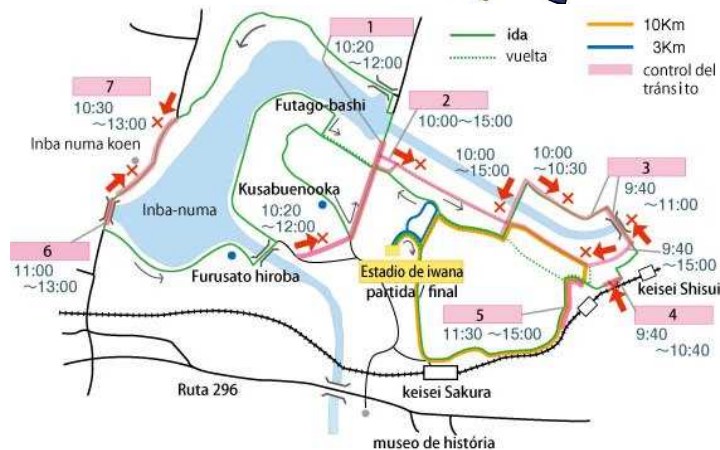 1
10:20
～12:00
ida
vuelta
10Km
3Km
control del
tránsito
7
10:30
～13:00
Inba numa koen
Futago-bashi
2
10:00～15:00
10:00
～15:00
10:00
～10:30
3
9:40
～11:00
Kusabuenooka
10:20
～12:00
Inba-numa
6
11:00
～13:00
Furusato hiroba
Estadio de iwana
partida/final
9:40
～15:00
keisei Shisui
5
11:30 ～15:00
4
9:40
～10:40
Ruta 296
keisei Sakura
museo de história